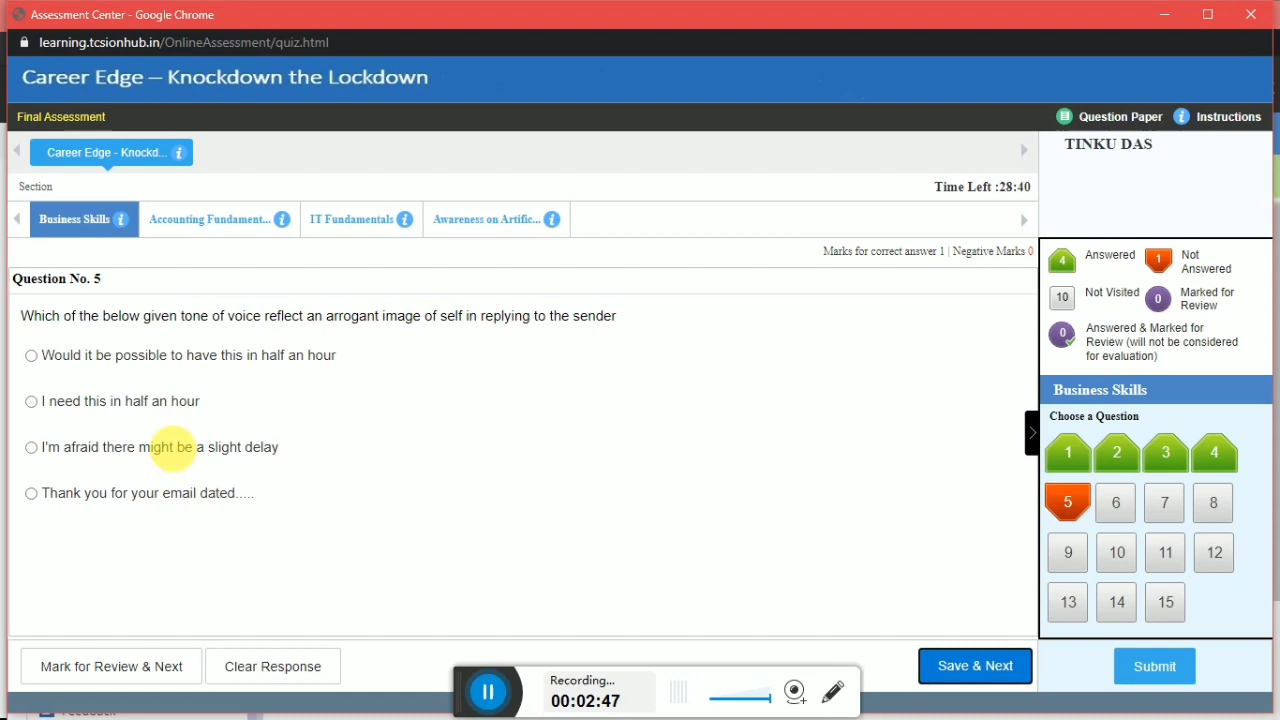 Assessment Center - Google Chrome
learning.tcsionhub.in/OnlineAssessment/quiz.html
Career Edge – Knockdown the Lockdown
Final Assessment
Question Paper
Instructions
Career Edge - Knockd...
TINKU DAS
Section
Time Left :28:40
Business Skills
Accounting Fundament...
IT Fundamentals
Awareness on Artific...
Marks for correct answer 1 | Negative Marks 0
Question No. 5
Which of the below given tone of voice reflect an arrogant image of self in replying to the sender
Would it be possible to have this in half an hour
I need this in half an hour
I'm afraid there might be a slight delay
Thank you for your email dated.....
4 Answered
1 Not
Answered
10 Not Visited
0 Marked for
Review
0 Answered & Marked for
Review (will not be considered
for evaluation)
Business Skills
Choose a Question
1 2 3 4
5 6 7 8
9 10 11 12
13 14 15
Mark for Review & Next
Clear Response
Save & Next
Submit
Recording...
00:02:47